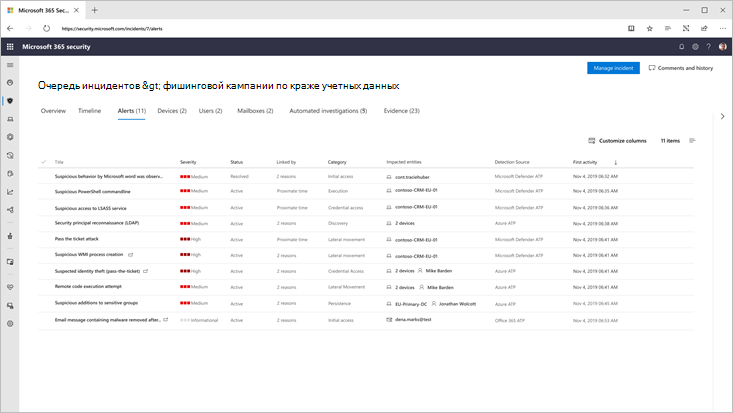 Microsoft 365 Secu...
https://security.microsoft.com/incidents/7/alerts
Microsoft 365 security
Manage incident Comments and history
Очередь инцидентов &gt; фишинговой кампании по краже учетных данных
Overview Timeline Alerts (11) Devices (2) Users (2) Mailboxes (2) Automated investigations (3) Evidence (23)
Customize columns 11 items
Title Severity Status Linked by Category Impacted entities Detection Source First activity
Suspicious behavior by Microsoft word was observ... Medium Resolved 2 reasons Initial access cont.traciehuber Microsoft Defender ATP Nov 4, 2019 06:32 AM
Suspicious PowerShell commandline Medium Active Proximate time Execution contoso-CRM-EU-01 Microsoft Defender ATP Nov 4, 2019 06:35 AM
Suspicious access to LSASS service Medium Active Proximate time Credential access contoso-CRM-EU-01 Microsoft Defender ATP Nov 4, 2019 06:36 AM
Security principal reconnaissance (LDAP) Medium Active 2 reasons Discovery 2 devices Azure ATP Nov 4, 2019 06:38 AM
Pass the ticket attack High Active Proximate time Lateral movement contoso-CRM-EU-01 Microsoft Defender ATP Nov 4, 2019 06:41 AM
Suspicious WMI process creation High Active 2 reasons Lateral movement contoso-CRM-EU-01 Microsoft Defender ATP Nov 4, 2019 06:41 AM
Suspected identity theft (pass-the-ticket) High Active 2 reasons Credential Access 2 devices Mike Barden Azure ATP Nov 4, 2019 06:41 AM
Remote code execution attempt Medium Active 2 reasons Lateral Movement 2 devices Mike Barden Azure ATP Nov 4, 2019 06:41 AM
Suspicious additions to sensitive groups Medium Active 2 reasons Persistence EU-Primary-DC Jonathan Wolcott Azure ATP Nov 4, 2019 06:45 AM
Email message containing malware removed after... Informational Active 2 reasons Initial access dena.marks@test Office 365 ATP Nov 4, 2019 06:53 AM